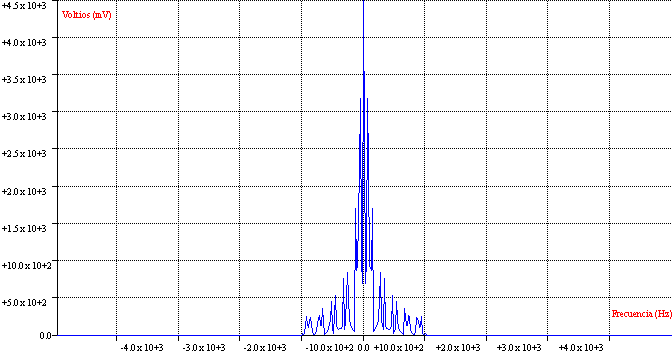 +4.5 x 10+3
Voltios (mV)
+4.0 x 10+3
+3.5 x 10+3
+3.0 x 10+3
+2.5 x 10+3
+2.0 x 10+3
+1.5 x 10+3
+10.0 x 10+2
+5.0 x 10+2
Frecuencia (Hz)
0.0
-4.0 x 10+3 -3.0 x 10+3 -2.0 x 10+3 -10.0 x 10+2 0.0 +10.0 x 10+2 +2.0 x 10+3 +3.0 x 10+3 +4.0 x 10+3